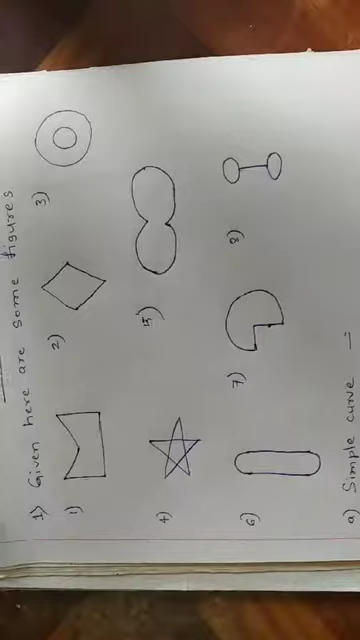 1) Given here are some figures
1) 2) 3)
4) 5)
6) 7) 8)
a) Simple curve -